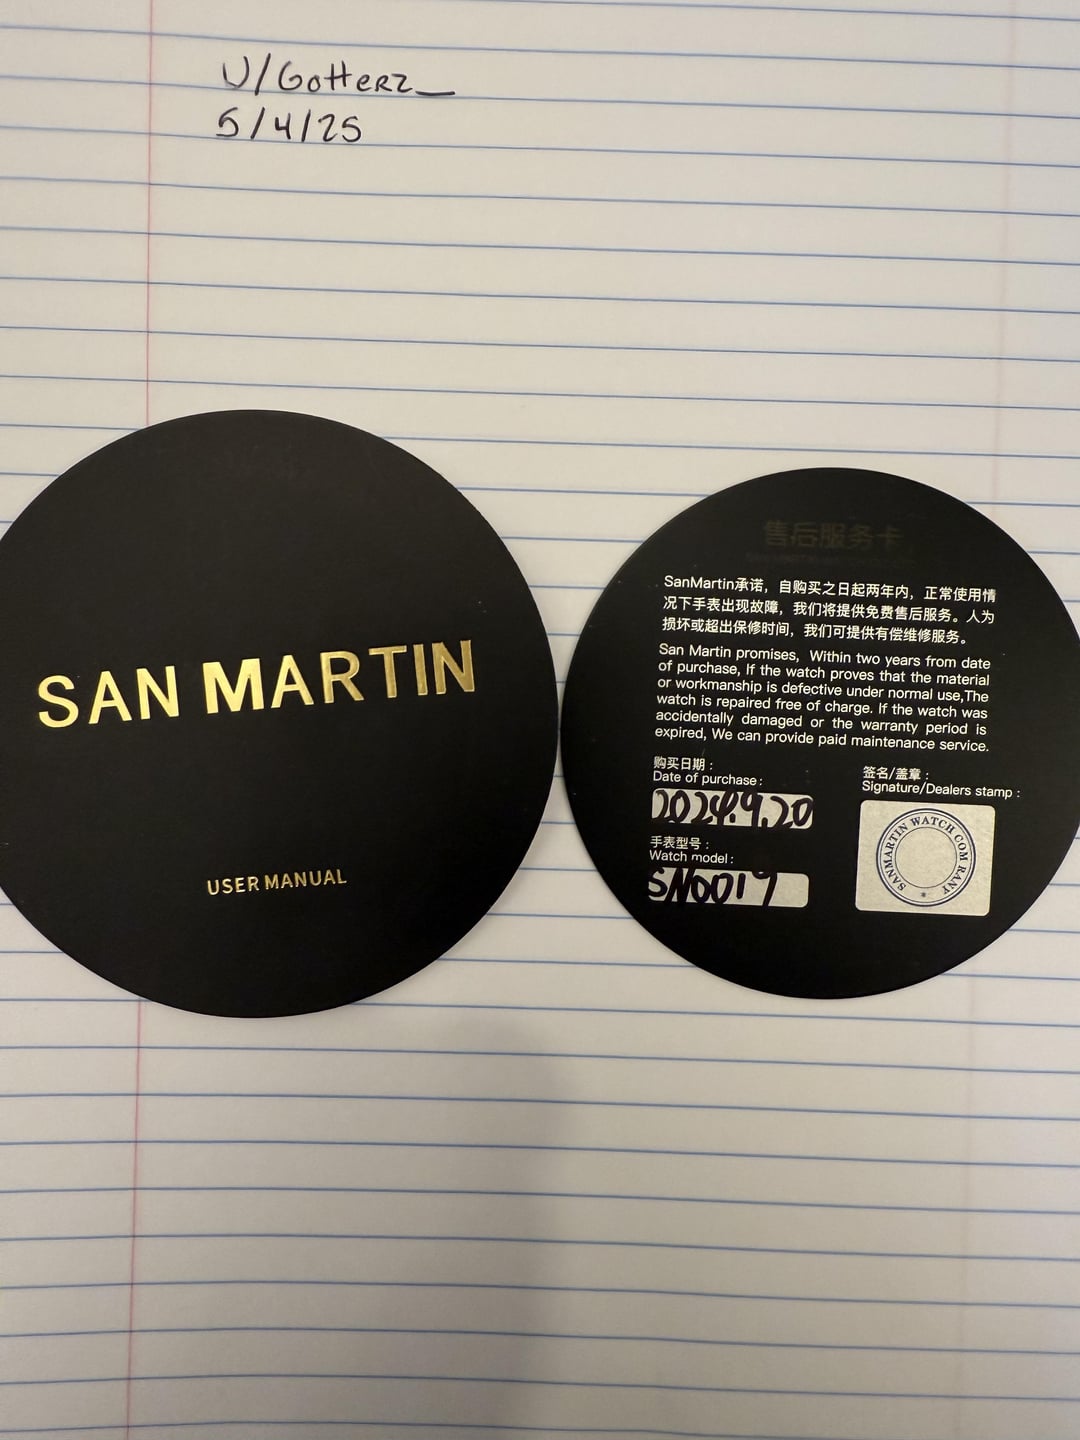 U/GoHerz_
5/4/25
SAN MARTIN
USER MANUAL
售后服务卡
SanMartin承诺，自购买之日起两年内，正常使用情
况下手表出现故障，我们将提供免费售后服务。人为
损坏或超出保修时间，我们可提供有偿维修服务。
San Martin promises, Within two years from date
of purchase, If the watch proves that the material
or workmanship is defective under normal use,The
watch is repaired free of charge. If the watch was
accidentally damaged or the warranty period is
expired, We can provide paid maintenance service.
购买日期：
Date of purchase:
2024.9.20
手表型号：
Watch model:
SN0019
签名/盖章：
Signature/Dealers stamp:
SANMARTIN WATCH COM RANY